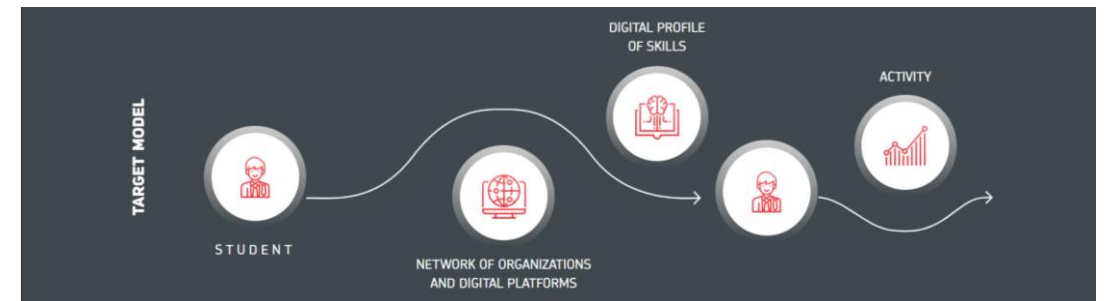 TARGET MODEL
STUDENT
NETWORK OF ORGANIZATIONS
AND DIGITAL PLATFORMS
DIGITAL PROFILE
OF SKILLS
ACTIVITY